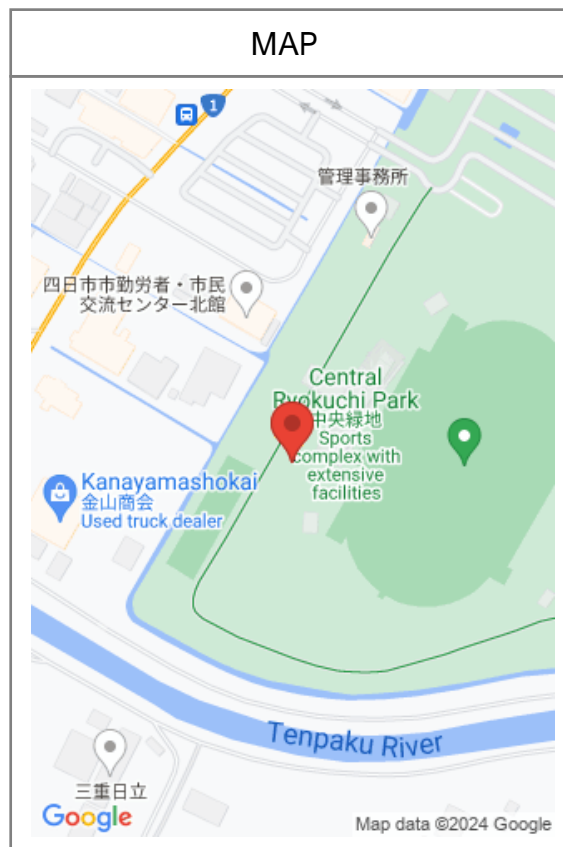 MAP
1
管理事務所
四日市市勤労者・市民
交流センター北館
Central
Ryokuchi Park
中央緑地
Sports
complex with
extensive
facilities
Kanayamashokai
金山商会
Used truck dealer
Tenpaku River
三重日立
Google
Map data ©2024 Google